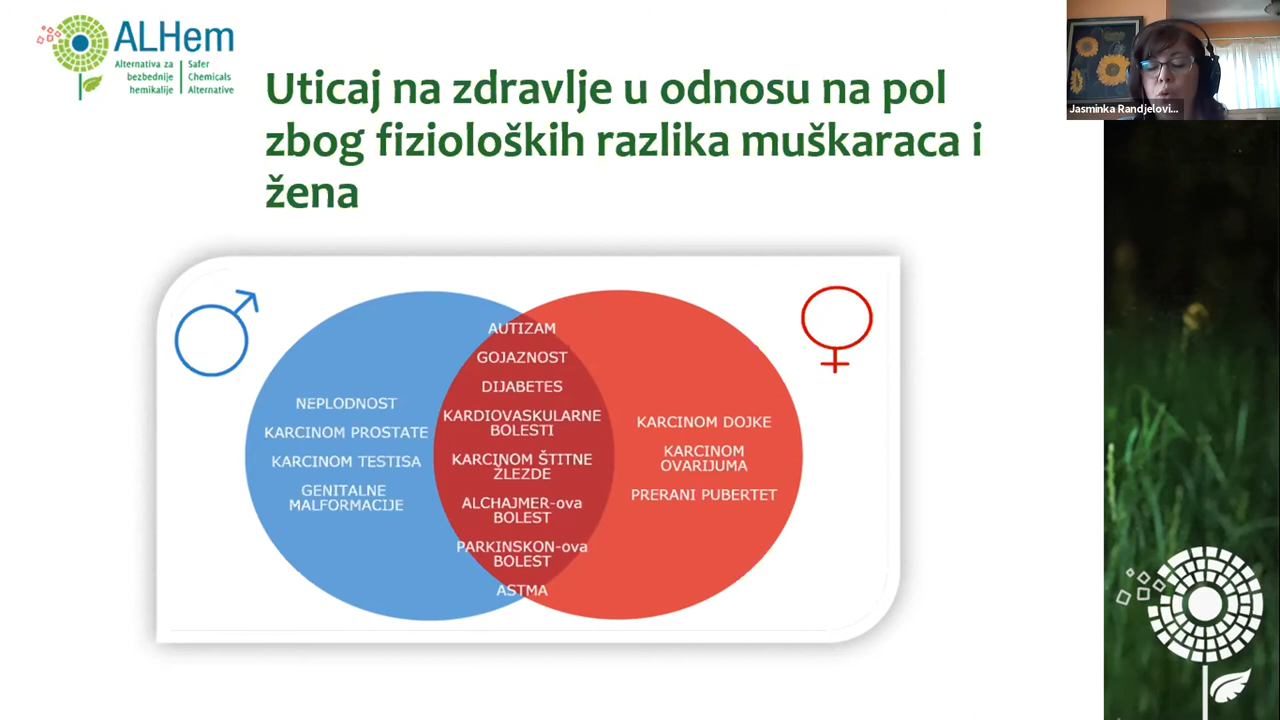 ALHem
Alternativa za
bezbednije
hemikalije
Safer
Chemicals
Alternative
Uticaj na zdravlje u odnosu na pol
zbog fizioloških razlika muškaraca i
žena
Jasminka Randjelovi...
NEPLODNOST
KARCINOM PROSTATE
KARCINOM TESTISA
GENITALNE
MALFORMACIJE
AUTIZAM
GOJAZNOST
DIJABETES
KARDIOVASKULARNE
BOLESTI
KARCINOM ŠTITNE
ŽLEZDE
ALCHAJMER-ova
BOLEST
PARKINSKON-ova
BOLEST
ASTMA
KARCINOM DOJKE
KARCINOM
OVARIJUMA
PRERANI PUBERTET